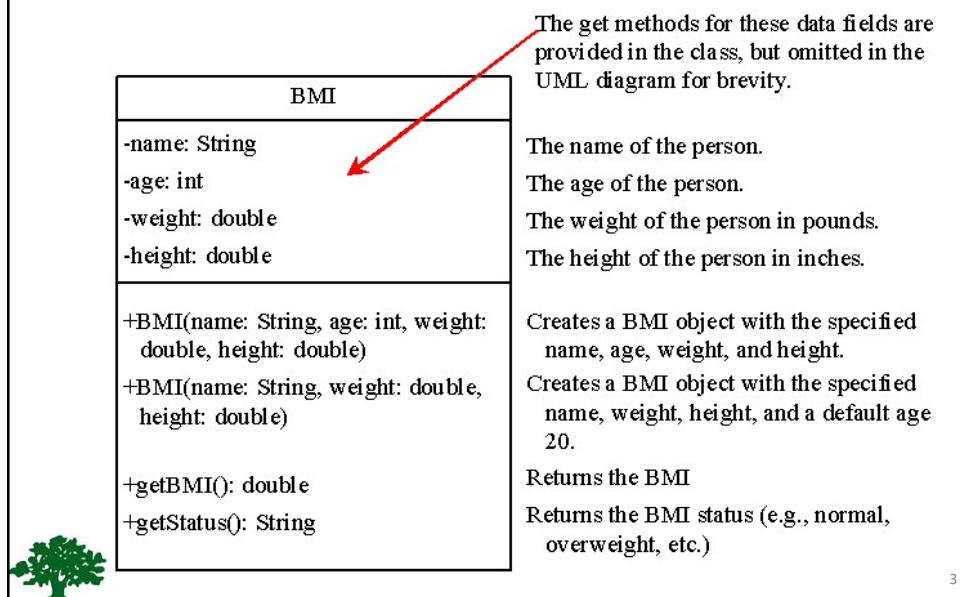 The get methods for these data fields are
provided in the class, but omitted in the
UML diagram for brevity.
BMI
-name: String
The name of the person.
-age: int
The age of the person.
-weight: double
The weight of the person in pounds.
-height: double
The height of the person in inches.
+BMI(name: String, age: int, weight:
double, height: double)
Creates a BMI object with the specified
name, age, weight, and height.
+BMI(name: String, weight: double,
height: double)
Creates a BMI object with the specified
name, weight, height, and a default age
20.
+getBMI(): double
Returns the BMI
+getStatus(): String
Returns the BMI status (e.g., normal,
overweight, etc.)
3